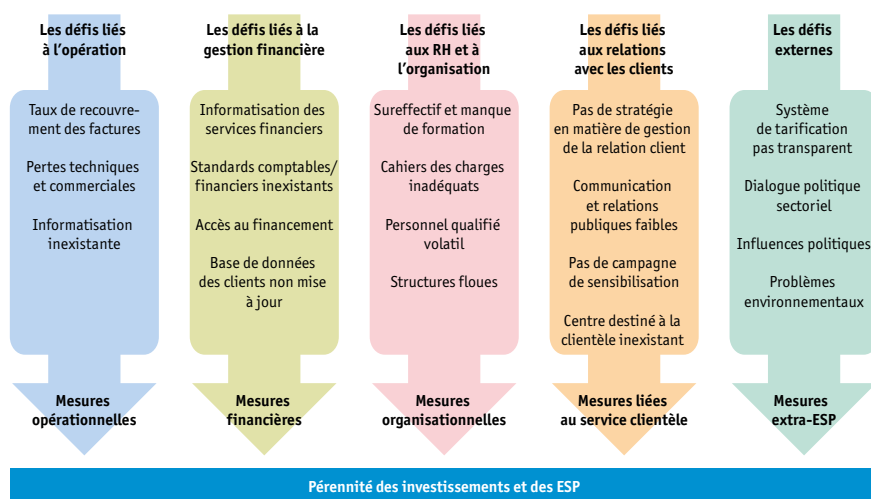 Les défis liés
à l'opération
Taux de recouvre-
ment des factures
Pertes techniques
et commerciales
Informatisation
inexistante
Mesures
opérationnelles
Les défis liés à la
gestion financière
Informatisation des
services financiers
Standards comptables/
financiers inexistants
Accès au financement
Base de données
des clients non mise
à jour
Mesures
financières
Les défis liés
aux RH et à
l'organisation
Sureffectif et manque
de formation
Cahiers des charges
inadéquats
Personnel qualifié
volatil
Structures floues
Mesures
organisationnelles
Les défis liés
aux relations
avec les clients
Pas de stratégie
en matière de gestion
de la relation client
Communication
et relations
publiques faibles
Pas de campagne
de sensibilisation
Centre destiné à la
clientèle inexistant
Mesures liées
au service clientèle
Les défis
externes
Système
de tarification
pas transparent
Dialogue politique
sectoriel
Influences politiques
Problèmes
environnementaux
Mesures
extra-ESP
Pérennité des investissements et des ESP